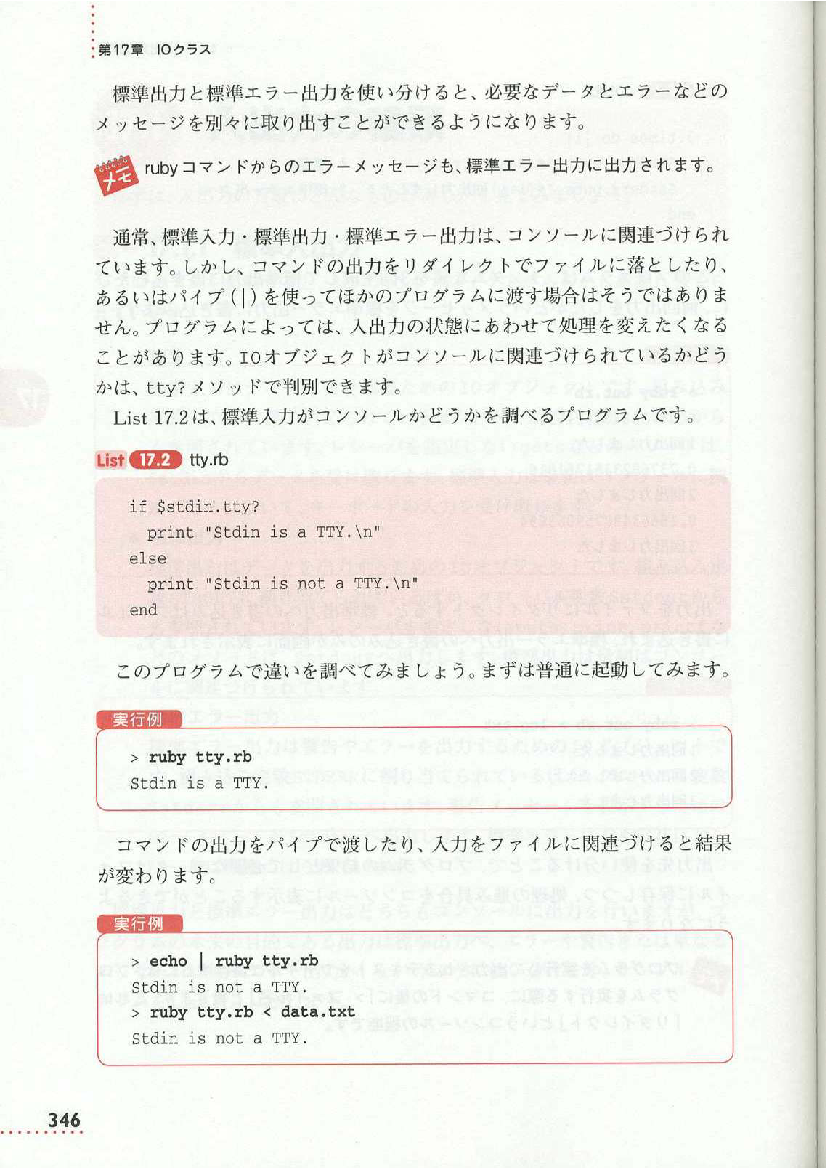 第17章　IOクラス
標準出力と標準エラー出力を使い分けると、必要なデータとエラーなどの
メッセージを別々に取り出すことができるようになります。
メモ rubyコマンドからのエラーメッセージも、標準エラー出力に出力されます。
通常、標準入力・標準出力・標準エラー出力は、コンソールに関連づけられ
ています。しかし、コマンドの出力をリダイレクトでファイルに落としたり、
あるいはパイプ(|)を使ってほかのプログラムに渡す場合はそうではありま
せん。プログラムによっては、入出力の状態にあわせて処理を変えたくなる
ことがあります。IOオブジェクトがコンソールに関連づけられているかどう
かは、tty?メソッドで判別できます。
List 17.2は、標準入力がコンソールかどうかを調べるプログラムです。
List 17.2 tty.rb
if $stdin.tty?
  print "Stdin is a TTY.\n"
else
  print "Stdin is not a TTY.\n"
end
このプログラムで違いを調べてみましょう。まずは普通に起動してみます。
実行例
> ruby tty.rb
Stdin is a TTY.
コマンドの出力をパイプで渡したり、入力をファイルに関連づけると結果
が変わります。
実行例
> echo | ruby tty.rb
Stdin is not a TTY.
> ruby tty.rb < data.txt
Stdin is not a TTY.
346